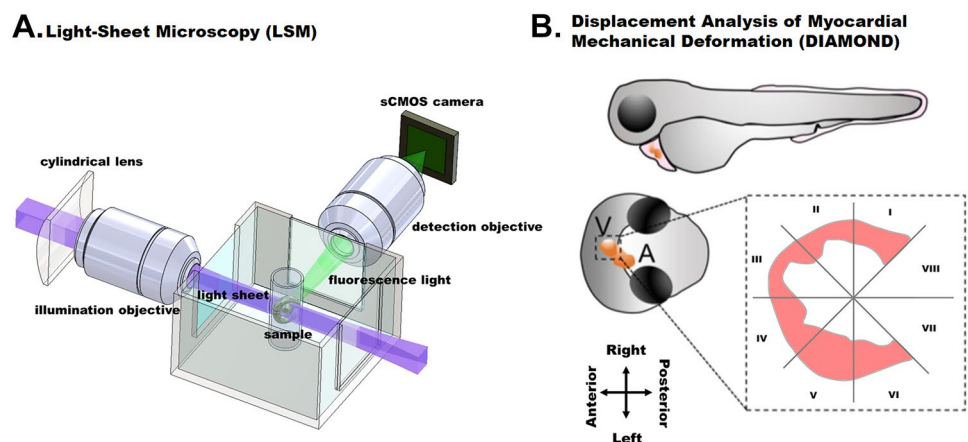 A. Light-Sheet Microscopy (LSM)
sCMOS camera
cylindrical lens
detection objective
fluorescence light
light sheet
illumination objective
sample
B. Displacement Analysis of Myocardial
Mechanical Deformation (DIAMOND)
V
A
II
I
III
VIII
IV
VII
V
VI
Right
Anterior
Posterior
Left